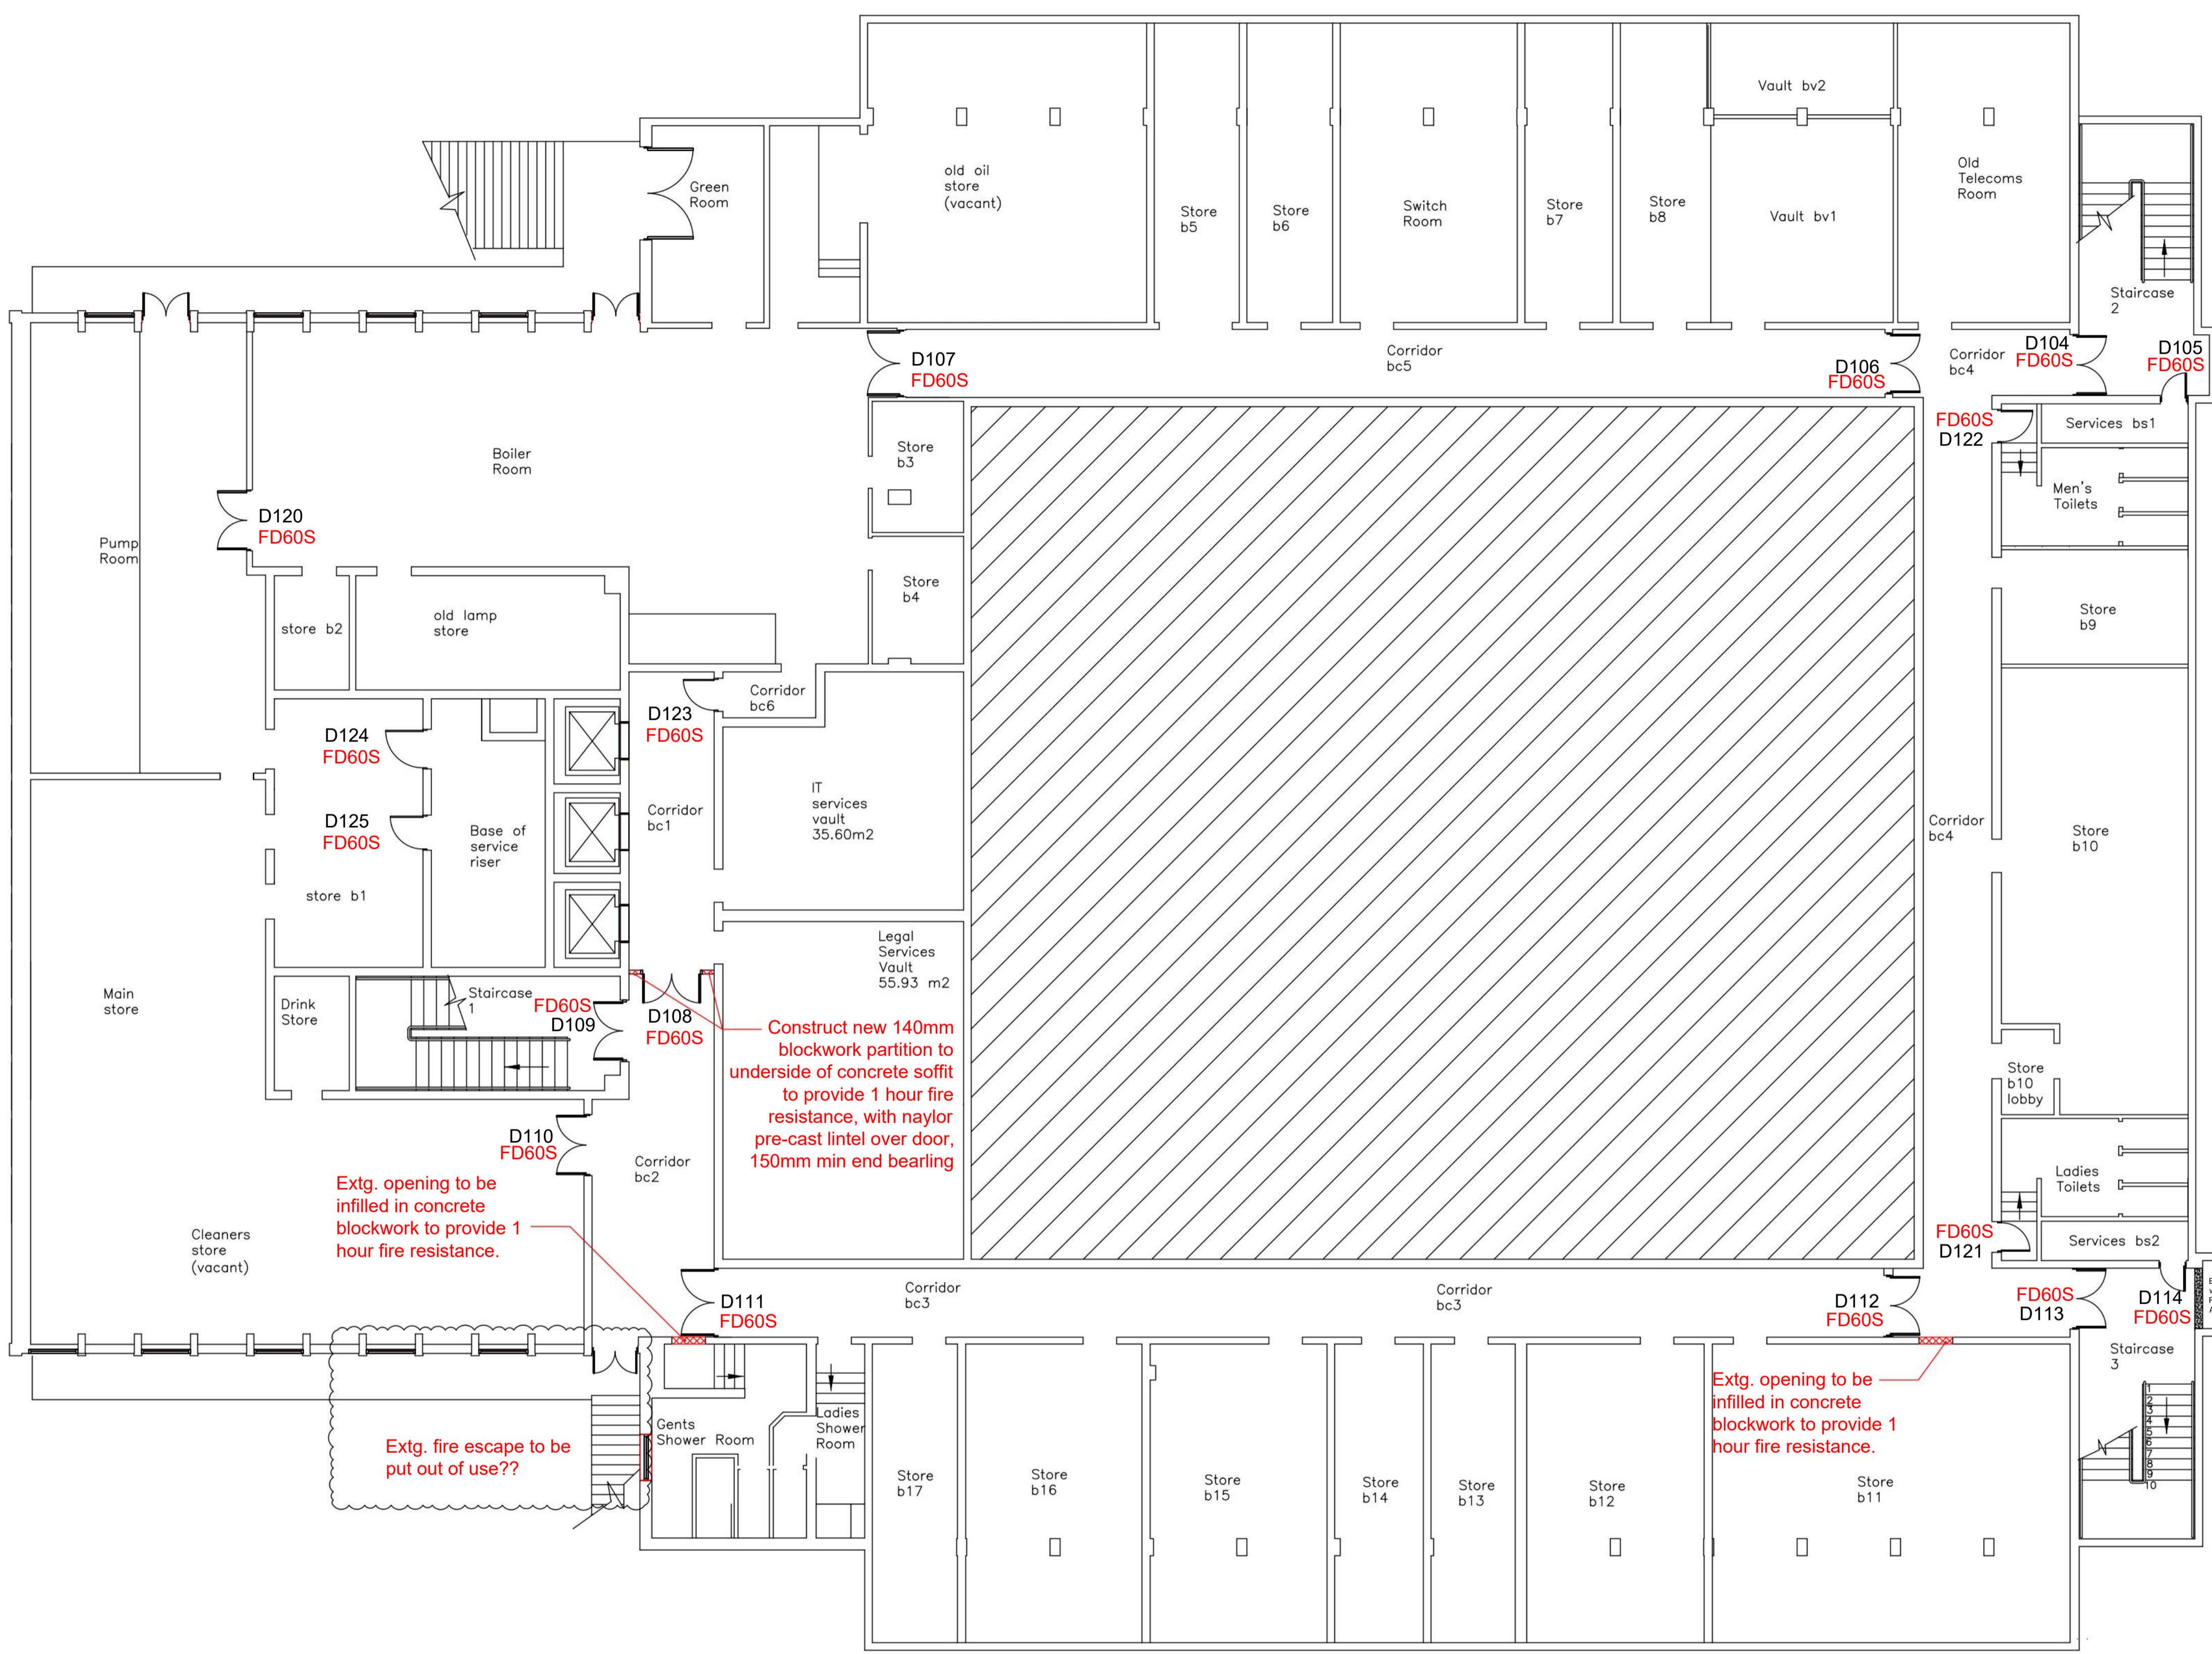 Vault bv2
old oil
store
(vacant)
Green
Room
Store
b5
Store
b6
Switch
Room
Store
b7
Store
b8
Vault bv1
Old
Telecoms
Room
Staircase
2
D107
FD60S
Corridor
bc5
D106
FD60S
Corridor
bc4
D104
FD60S
D105
FD60S
FD60S
D122
Services bs1
Men's
Toilets
Boiler
Room
Store
b3
D120
FD60S
Pump
Room
Store
b4
store b2
old lamp
store
Store
b9
Corridor
bc6
D123
FD60S
D124
FD60S
D125
FD60S
Corridor
bc1
IT
services
vault
35.60m2
Base of
service
riser
store b1
Corridor
bc4
Store
b10
Legal
Services
Vault
55.93 m2
Main
store
Drink
Store
Staircase
1
FD60S
D109
D108
FD60S
Construct new 140mm
blockwork partition to
underside of concrete soffit
to provide 1 hour fire
resistance, with naylor
pre-cast lintel over door,
150mm min end bearling
Store
b10
lobby
D110
FD60S
Corridor
bc2
Ladies
Toilets
Extg. opening to be
infilled in concrete
blockwork to provide 1
hour fire resistance.
Cleaners
store
(vacant)
FD60S
D121
Services bs2
Corridor
bc3
Corridor
bc3
D111
FD60S
D112
FD60S
FD60S
D113
D114
FD60S
Staircase
3
Extg. opening to be
infilled in concrete
blockwork to provide 1
hour fire resistance.
Extg. fire escape to be
put out of use??
Gents
Shower Room
Ladies
Shower
Room
Store
b17
Store
b16
Store
b15
Store
b14
Store
b13
Store
b12
Store
b11
1
2
3
4
5
6
7
8
9
10